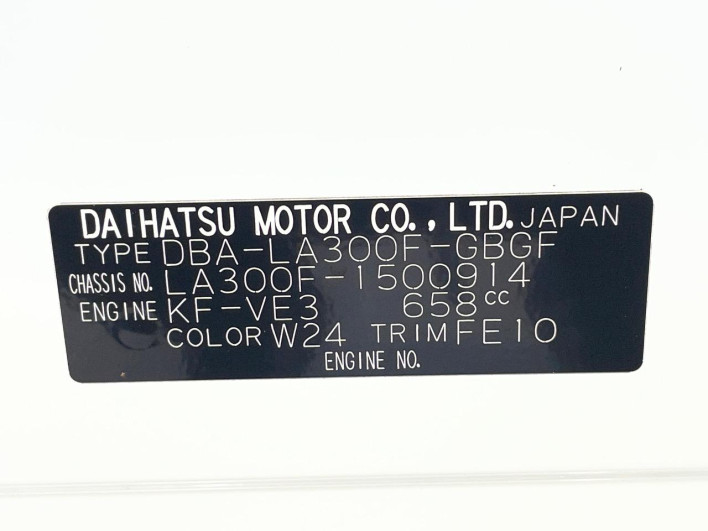 DAIHATSU MOTOR CO., LTD. JAPAN
TYPE DBA-LA300F-GBGF
CHASSIS NO. LA300F-1500914
ENGINE KF-VE3 658cc
COLOR W24 TRIM FE10
ENGINE NO.